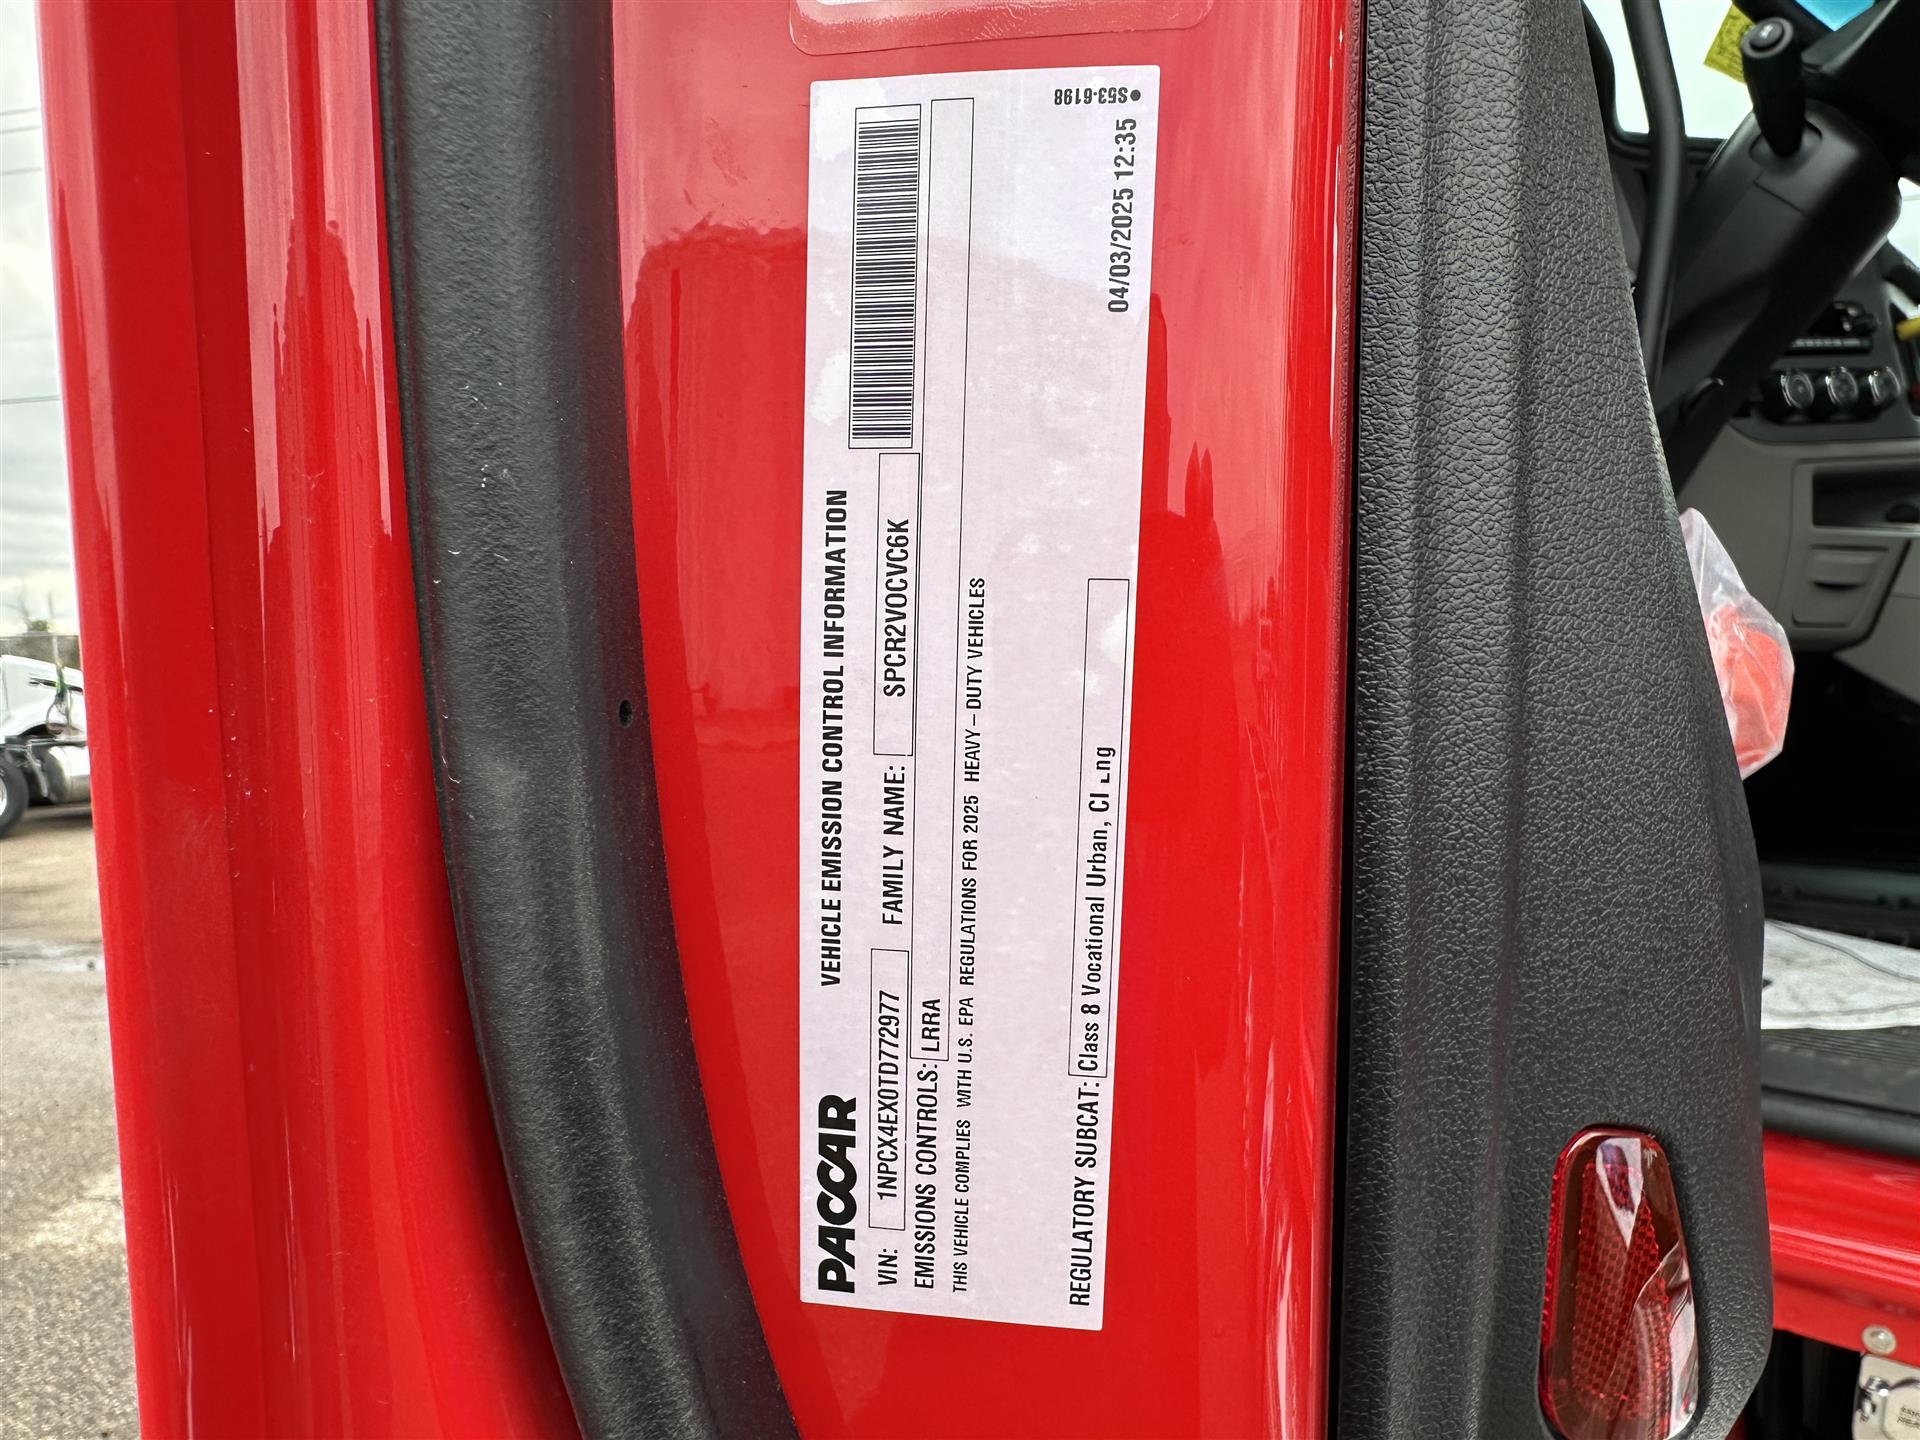 PACCAR VEHICLE EMISSION CONTROL INFORMATION
VIN: 1NPCX4EX0TD772977 FAMILY NAME: SPCR2VOCVC6K
EMISSIONS CONTROLS: LRRA
THIS VEHICLE COMPLIES WITH U.S. EPA REGULATIONS FOR 2025 HEAVY – DUTY VEHICLES
REGULATORY SUBCAT: Class 8 Vocational Urban, CI Eng
04/03/2025 12:35
●S53-6198